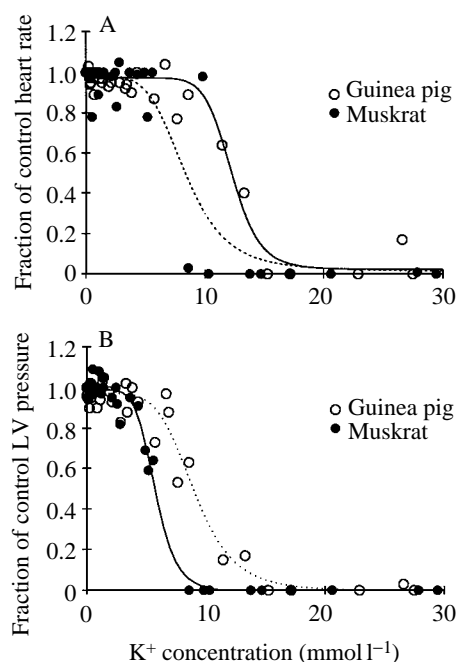 A
1.2
1.0
0.8
0.6
0.4
0.2
0
Fraction of control heart rate
Guinea pig
Muskrat
0
10
20
30
B
1.2
1.0
0.8
0.6
0.4
0.2
0
Fraction of control LV pressure
Guinea pig
Muskrat
0
10
20
30
K⁺ concentration (mmol l⁻¹)